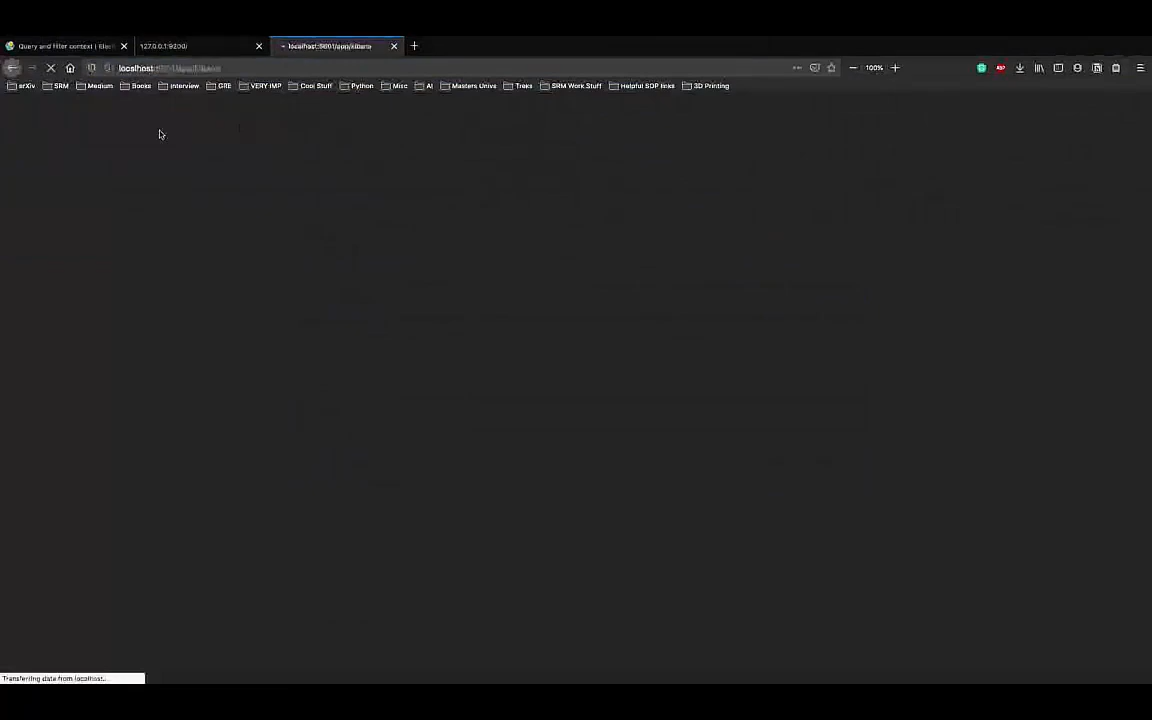 Query and filter context | Elast
127.0.0.1:9200/
localhost:5601/app/kibana
localhost:
100%
arXiv
SRM
Medium
Books
Interview
GRE
VERY IMP
Cool Stuff
Python
Misc
AI
Masters Univs
Treks
SRM Work Stuff
Helpful SOP links
3D Printing
Transferring data from localhost...